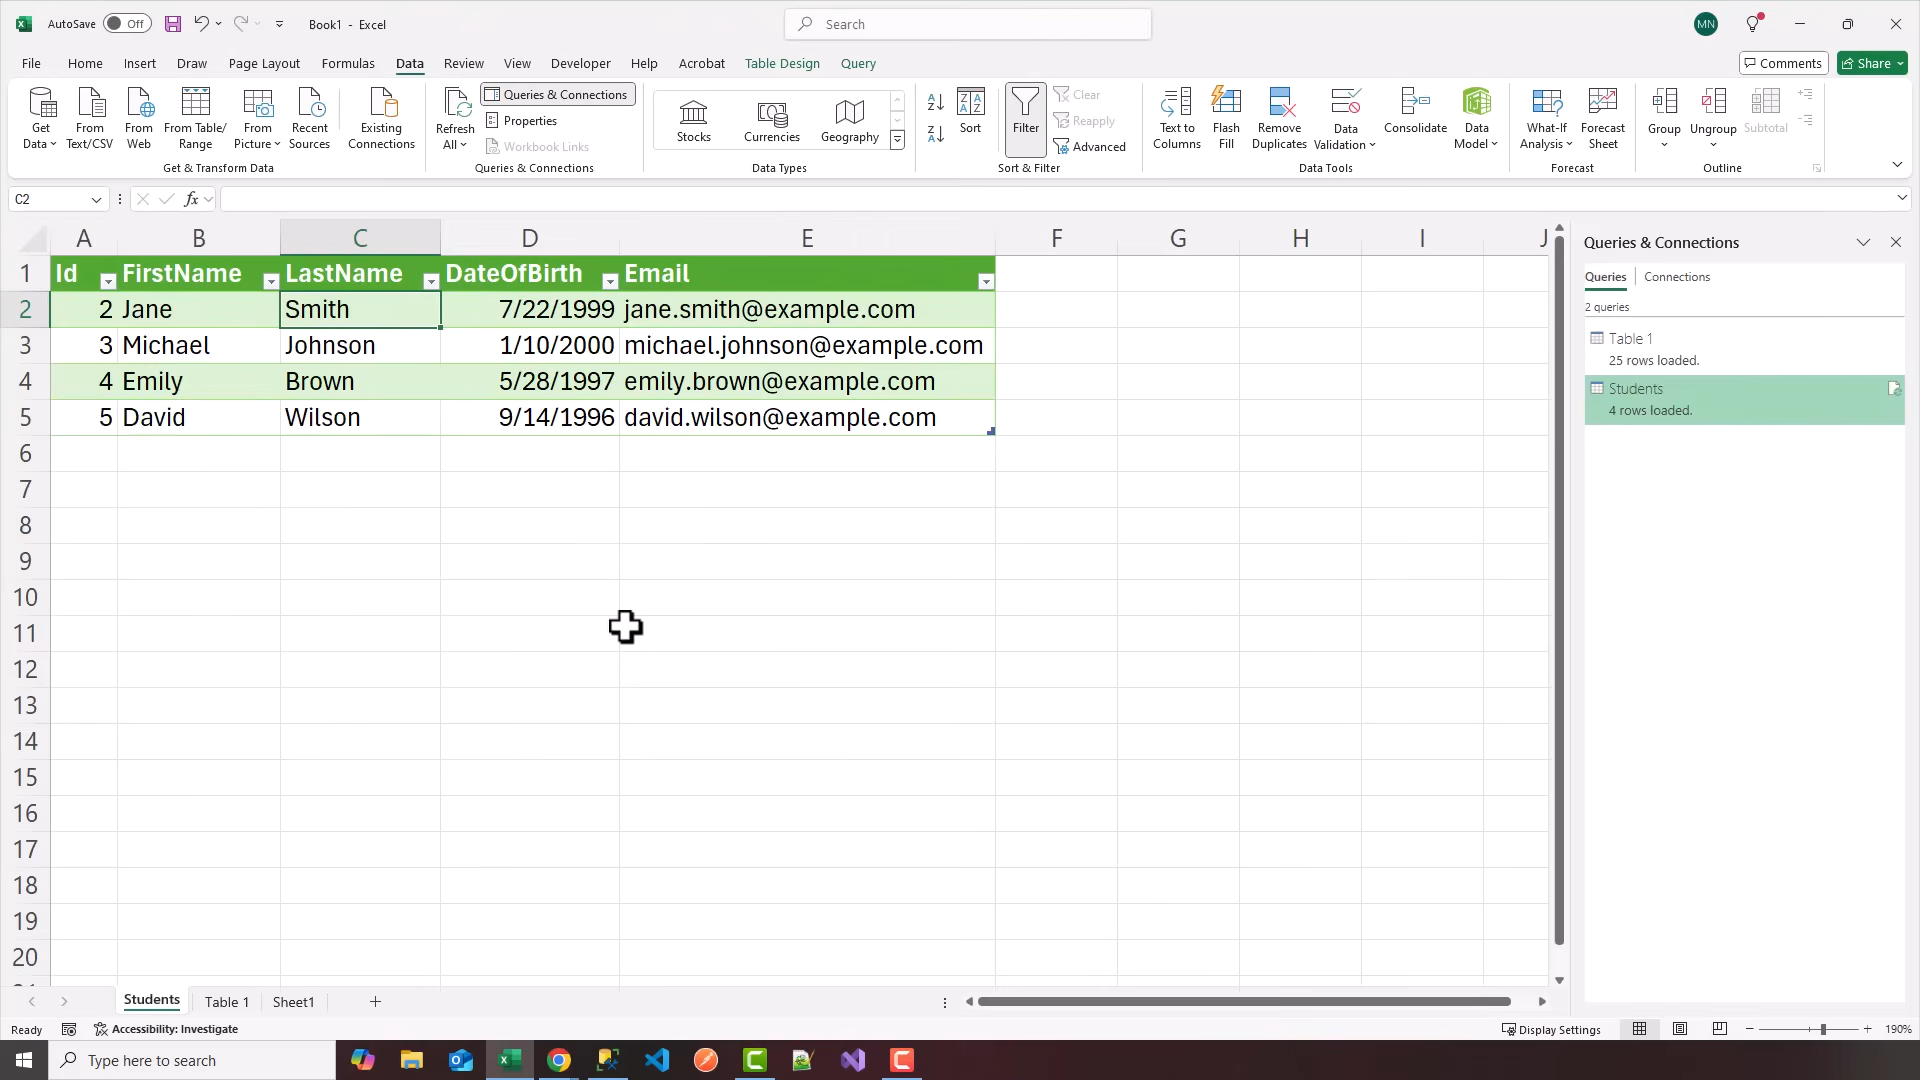 AutoSave Off Book1 - Excel Search MN
File Home Insert Draw Page Layout Formulas Data Review View Developer Help Acrobat Table Design Query Comments Share
Get Data From Text/CSV From Web From Table/ Range From Picture Recent Sources Existing Connections
Get & Transform Data
Refresh All Queries & Connections Properties Workbook Links
Queries & Connections
Stocks Currencies Geography
Data Types
Sort Filter Clear Reapply Advanced
Sort & Filter
Text to Columns Flash Fill Remove Duplicates Data Validation Consolidate Data Model
Data Tools
What-If Analysis Forecast Sheet
Forecast
Group Ungroup Subtotal
Outline
C2 fx
A B C D E F G H I J
1 Id FirstName LastName DateOfBirth Email
2 2 Jane Smith 7/22/1999 jane.smith@example.com
3 3 Michael Johnson 1/10/2000 michael.johnson@example.com
4 4 Emily Brown 5/28/1997 emily.brown@example.com
5 5 David Wilson 9/14/1996 david.wilson@example.com
6
7
8
9
10
11
12
13
14
15
16
17
18
19
20
Queries & Connections
Queries Connections
2 queries
Table 1
25 rows loaded.
Students
4 rows loaded.
Students Table 1 Sheet1
Ready Accessibility: Investigate Display Settings 190%
Type here to search